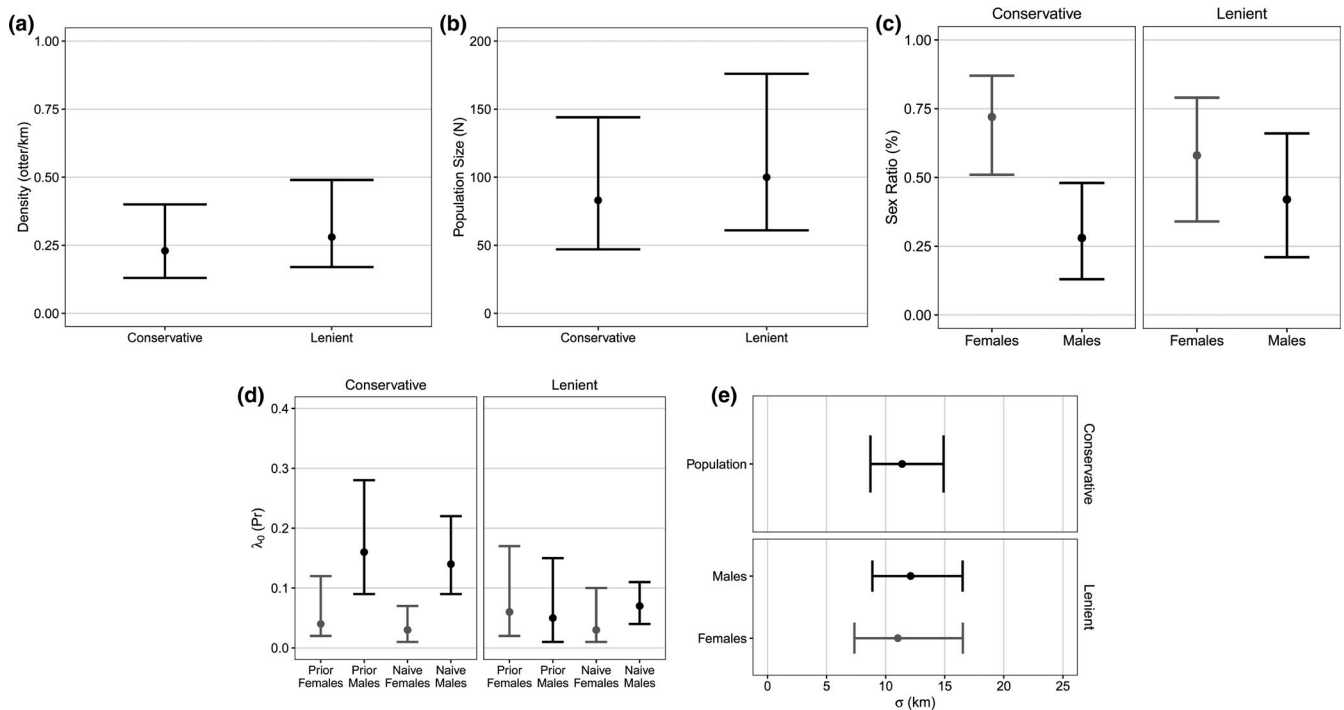 (a)
1.00
0.75
0.50
0.25
0.00
Density (otter/km)
Conservative
Lenient
(b)
200
150
100
50
0
Population Size (N)
Conservative
Lenient
(c)
Conservative
Lenient
1.00
0.75
0.50
0.25
0.00
Sex Ratio (%)
Females
Males
Females
Males
(d)
Conservative
Lenient
0.4
0.3
0.2
0.1
0.0
λ₀ (Pr)
Prior
Females
Prior
Males
Naive
Females
Naive
Males
Prior
Females
Prior
Males
Naive
Females
Naive
Males
(e)
Population
Conservative
Males
Females
Lenient
0
5
10
15
20
25
σ (km)